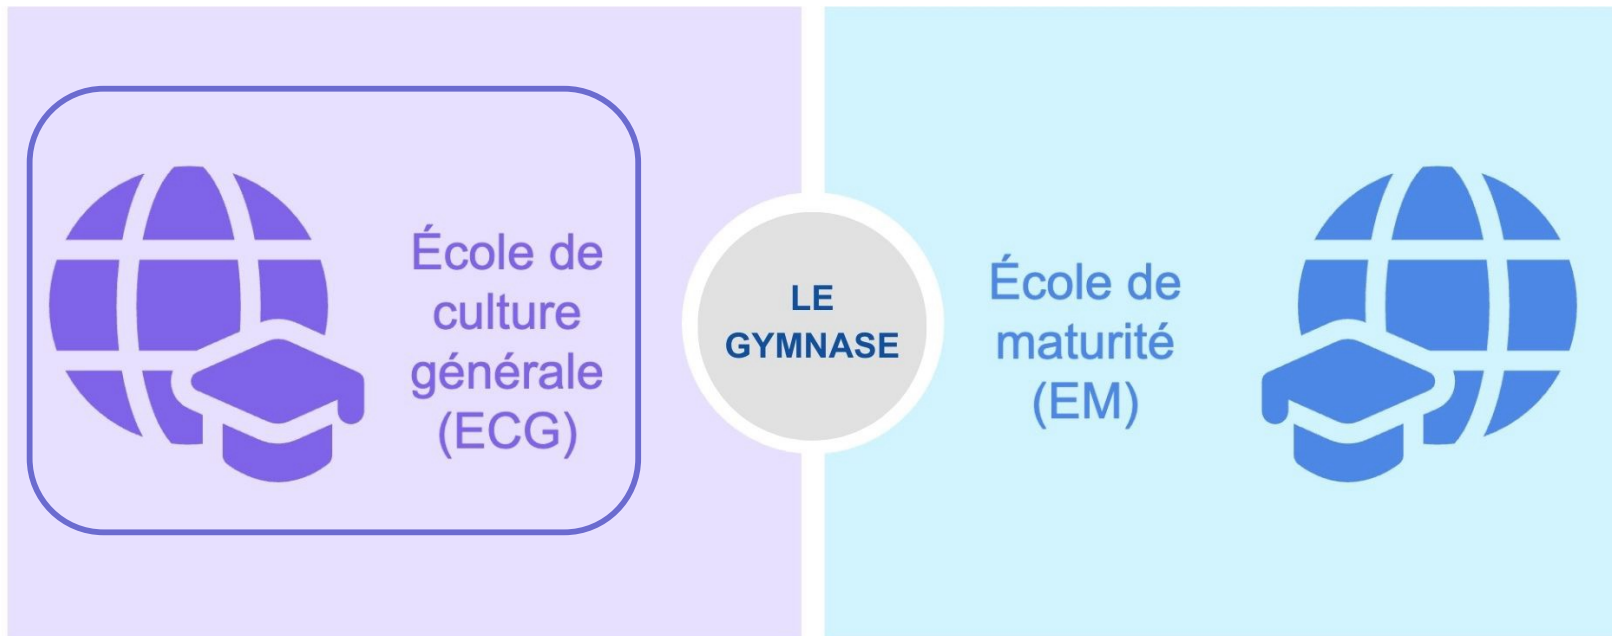 École de
culture
générale
(ECG)
LE
GYMNASE
École de
maturité
(EM)